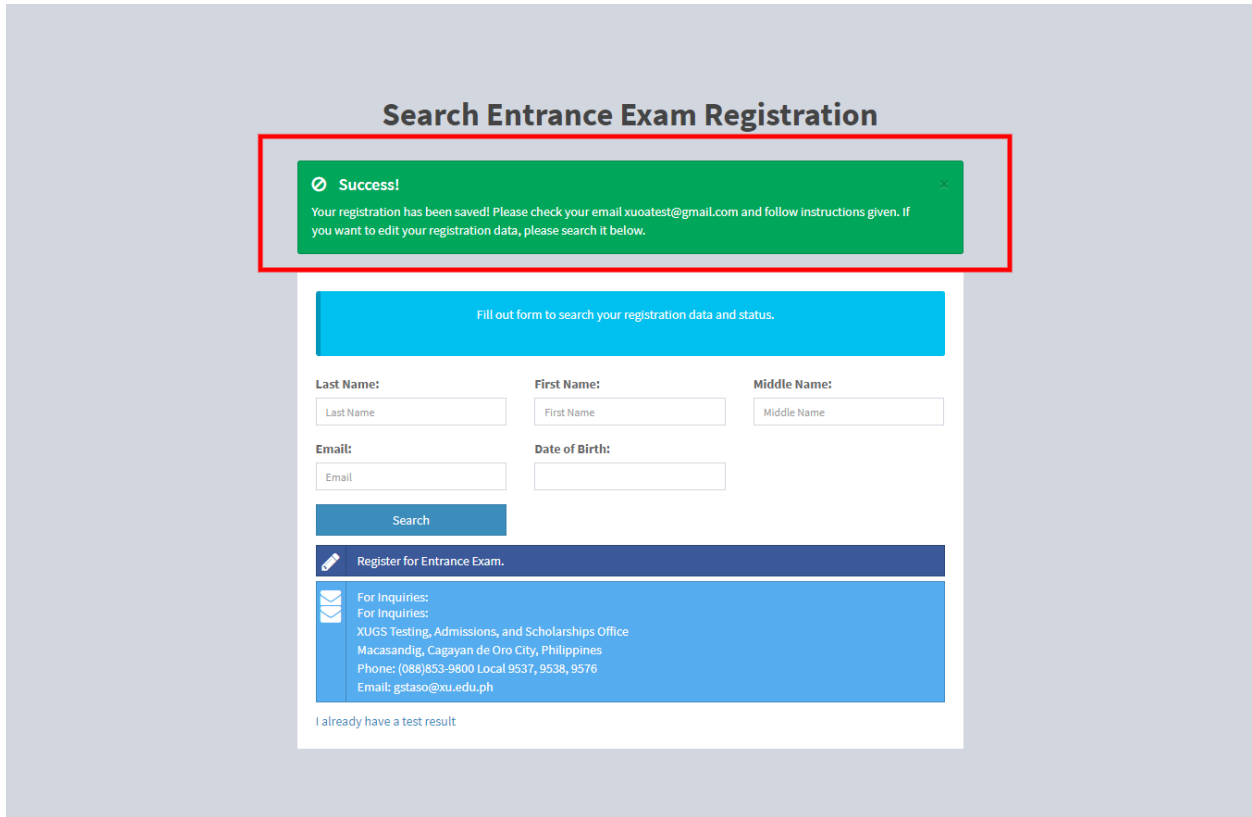 Search Entrance Exam Registration
Success!
×
Your registration has been saved! Please check your email xuoatest@gmail.com and follow instructions given. If
you want to edit your registration data, please search it below.
Fill out form to search your registration data and status.
Last Name: First Name: Middle Name:
Last Name First Name Middle Name
Email: Date of Birth:
Email
Search
Register for Entrance Exam.
For Inquiries:
For Inquiries:
XUGS Testing, Admissions, and Scholarships Office
Macasandig, Cagayan de Oro City, Philippines
Phone: (088)853-9800 Local 9537, 9538, 9576
Email: gstaso@xu.edu.ph
I already have a test result